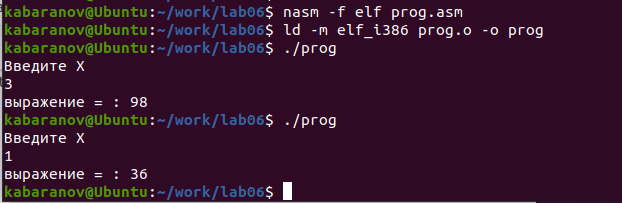 kabaranov@Ubuntu:~/work/lab06$ nasm -f elf prog.asm
kabaranov@Ubuntu:~/work/lab06$ ld -m elf_i386 prog.o -o prog
kabaranov@Ubuntu:~/work/lab06$ ./prog
Введите X
3
выражение = : 98
kabaranov@Ubuntu:~/work/lab06$ ./prog
Введите X
1
выражение = : 36
kabaranov@Ubuntu:~/work/lab06$